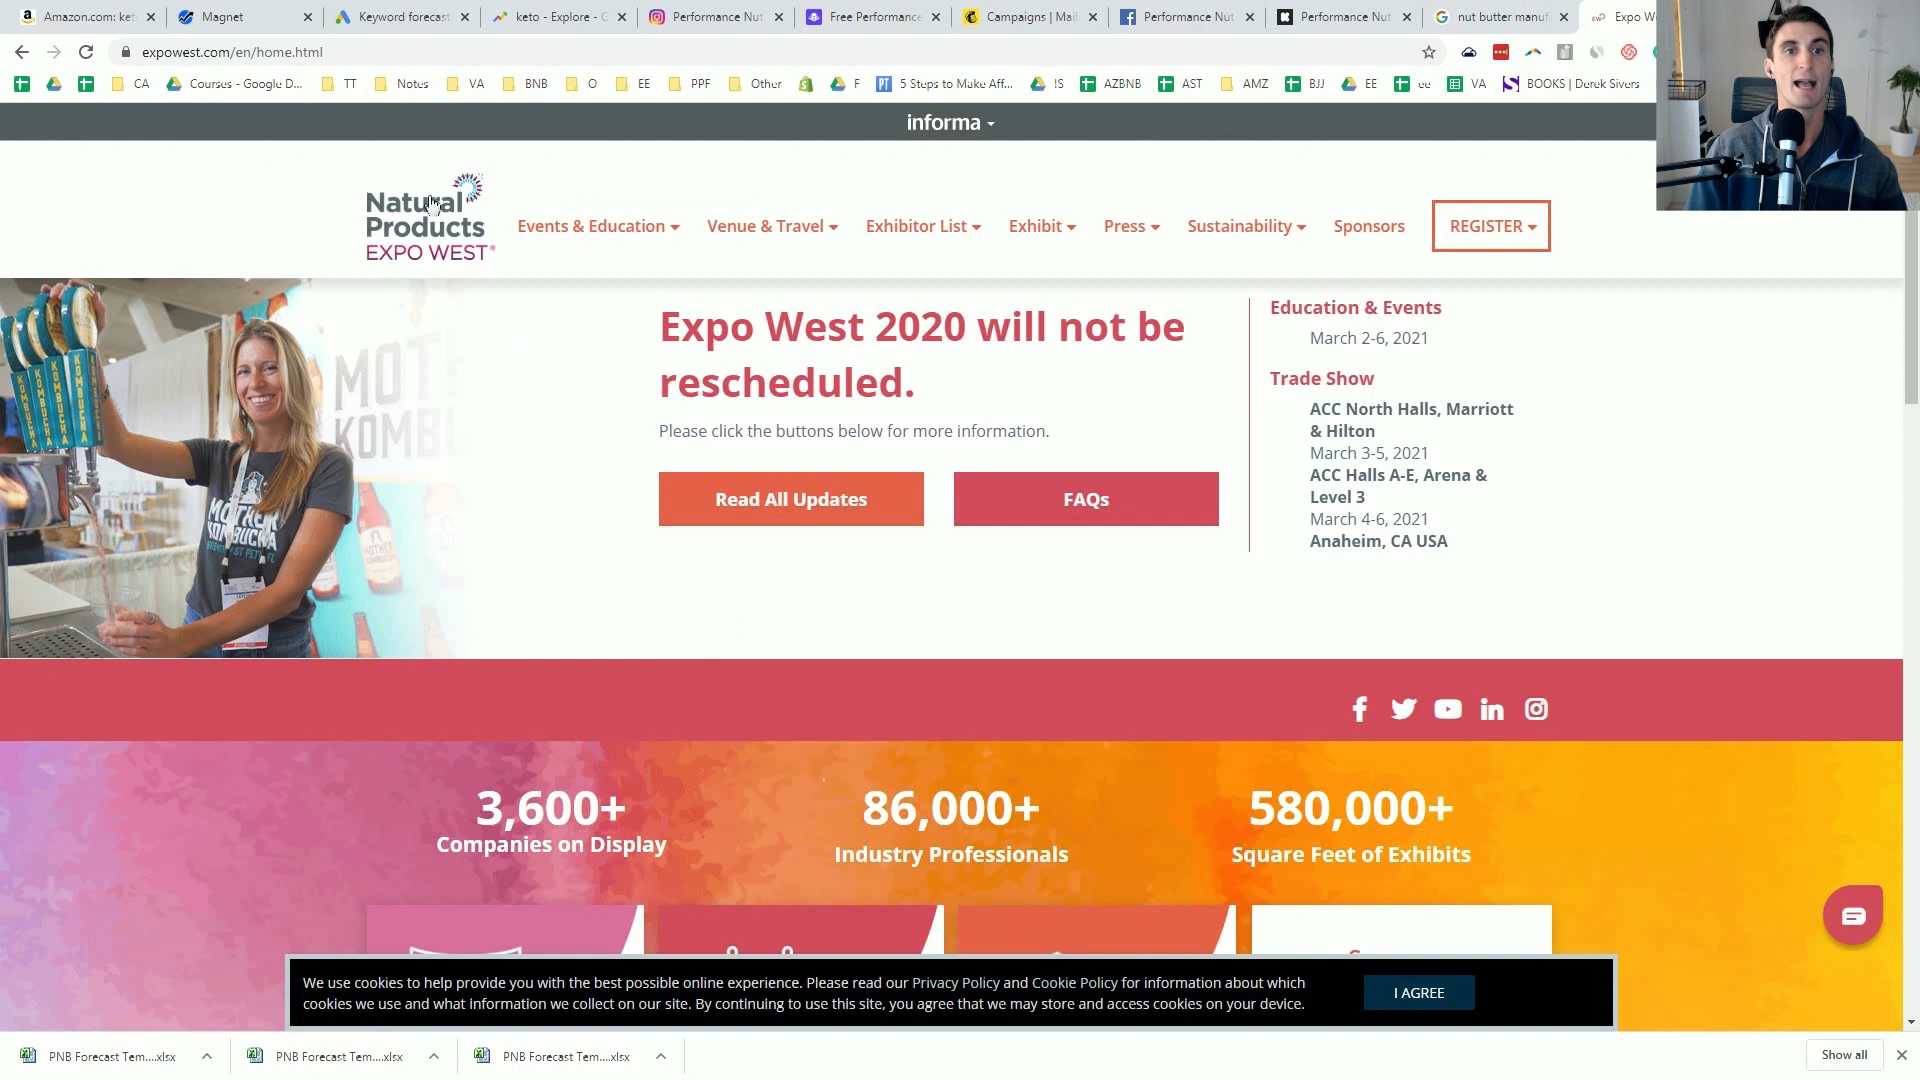 Amazon.com: ket
Magnet
Keyword forecast
keto - Explore - G
Performance Nut
Free Performance
Campaigns | Mail
Performance Nut
Performance Nut
nut butter manuf
Expo W
expowest.com/en/home.html
CA
Courses - Google D...
TT
Notes
VA
BNB
O
EE
PPF
Other
F
5 Steps to Make Aff...
!S
AZBNB
AST
AMZ
BJJ
EE
ee
VA
BOOKS | Derek Sivers
informa
Natural
Products
EXPO WEST®
Events & Education
Venue & Travel
Exhibitor List
Exhibit
Press
Sustainability
Sponsors
REGISTER
Expo West 2020 will not be
rescheduled.
Please click the buttons below for more information.
Read All Updates
FAQs
Education & Events
March 2-6, 2021
Trade Show
ACC North Halls, Marriott
& Hilton
March 3-5, 2021
ACC Halls A-E, Arena &
Level 3
March 4-6, 2021
Anaheim, CA USA
KOMBUCHA
KOMBUCHA
KOMBUCHA
MOTHER
KOMBUCHA
3,600+
Companies on Display
86,000+
Industry Professionals
580,000+
Square Feet of Exhibits
We use cookies to help provide you with the best possible online experience. Please read our Privacy Policy and Cookie Policy for information about which
cookies we use and what information we collect on our site. By continuing to use this site, you agree that we may store and access cookies on your device.
I AGREE
PNB Forecast Tem....xlsx
PNB Forecast Tem....xlsx
PNB Forecast Tem....xlsx
Show all